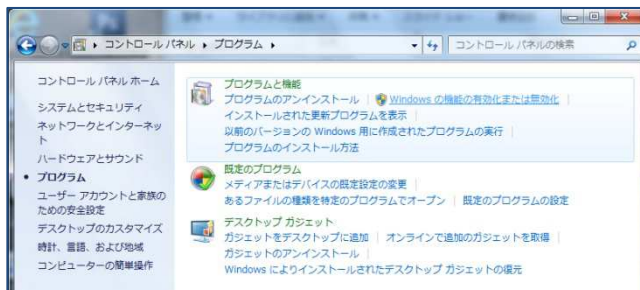 コントロール パネル ▸ プログラム ▸
コントロール パネルの検索
コントロール パネル ホーム
システムとセキュリティ
ネットワークとインターネッ
ト
ハードウェアとサウンド
プログラム
ユーザー アカウントと家族の
ための安全設定
デスクトップのカスタマイズ
時計、言語、および地域
コンピューターの簡単操作
プログラムと機能
プログラムのアンインストール | Windows の機能の有効化または無効化 |
インストールされた更新プログラムを表示 |
以前のバージョンの Windows 用に作成されたプログラムの実行 |
プログラムのインストール方法
既定のプログラム
メディアまたはデバイスの既定設定の変更 |
あるファイルの種類を特定のプログラムでオープン | 既定のプログラムの設定
デスクトップ ガジェット
ガジェットをデスクトップに追加 | オンラインで追加のガジェットを取得 |
ガジェットのアンインストール |
Windows によりインストールされたデスクトップ ガジェットの復元